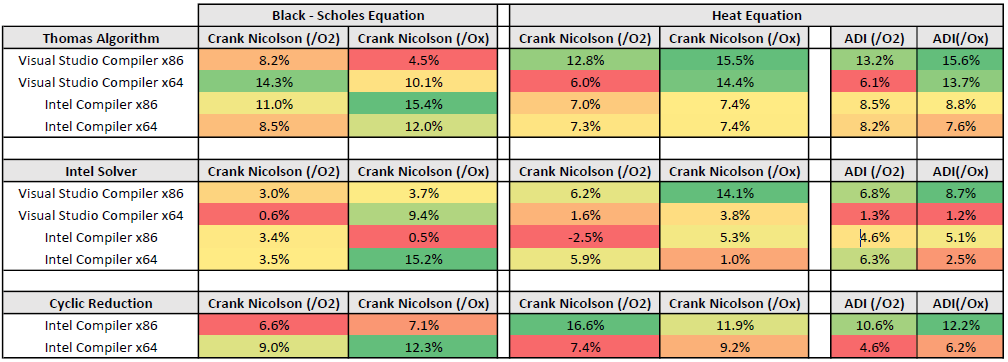 Black - Scholes Equation Heat Equation
Thomas Algorithm Crank Nicolson (/O2) Crank Nicolson (/Ox) Crank Nicolson (/O2) Crank Nicolson (/Ox) ADI (/O2) ADI(/Ox)
Visual Studio Compiler x86 8.2% 4.5% 12.8% 15.5% 13.2% 15.6%
Visual Studio Compiler x64 14.3% 10.1% 6.0% 14.4% 6.1% 13.7%
Intel Compiler x86 11.0% 15.4% 7.0% 7.4% 8.5% 8.8%
Intel Compiler x64 8.5% 12.0% 7.3% 7.4% 8.2% 7.6%
Intel Solver Crank Nicolson (/O2) Crank Nicolson (/Ox) Crank Nicolson (/O2) Crank Nicolson (/Ox) ADI (/O2) ADI(/Ox)
Visual Studio Compiler x86 3.0% 3.7% 6.2% 14.1% 6.8% 8.7%
Visual Studio Compiler x64 0.6% 9.4% 1.6% 3.8% 1.3% 1.2%
Intel Compiler x86 3.4% 0.5% -2.5% 5.3% 4.6% 5.1%
Intel Compiler x64 3.5% 15.2% 5.9% 1.0% 6.3% 2.5%
Cyclic Reduction Crank Nicolson (/O2) Crank Nicolson (/Ox) Crank Nicolson (/O2) Crank Nicolson (/Ox) ADI (/O2) ADI(/Ox)
Intel Compiler x86 6.6% 7.1% 16.6% 11.9% 10.6% 12.2%
Intel Compiler x64 9.0% 12.3% 7.4% 9.2% 4.6% 6.2%